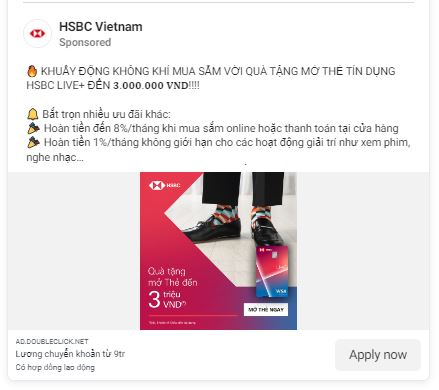 HSBC Vietnam
Sponsored
🔥 KHUẤY ĐỘNG KHÔNG KHÍ MUA SẮM VỚI QUÀ TẶNG MỞ THẺ TÍN DỤNG
HSBC LIVE+ ĐẾN 3.000.000 VND!!!!
🔔 Bắt trọn nhiều ưu đãi khác:
🎉 Hoàn tiền đến 8%/tháng khi mua sắm online hoặc thanh toán tại cửa hàng
🎉 Hoàn tiền 1%/tháng không giới hạn cho các hoạt động giải trí như xem phim,
nghe nhạc...
HSBC
Quà tặng
mở Thẻ đến
3 triệu
VND(*)
HSBC
VISA
MỞ THẺ NGAY
AD.DOUBLECLICK.NET
Lương chuyển khoản từ 9tr
Có hợp đồng lao động
Apply now